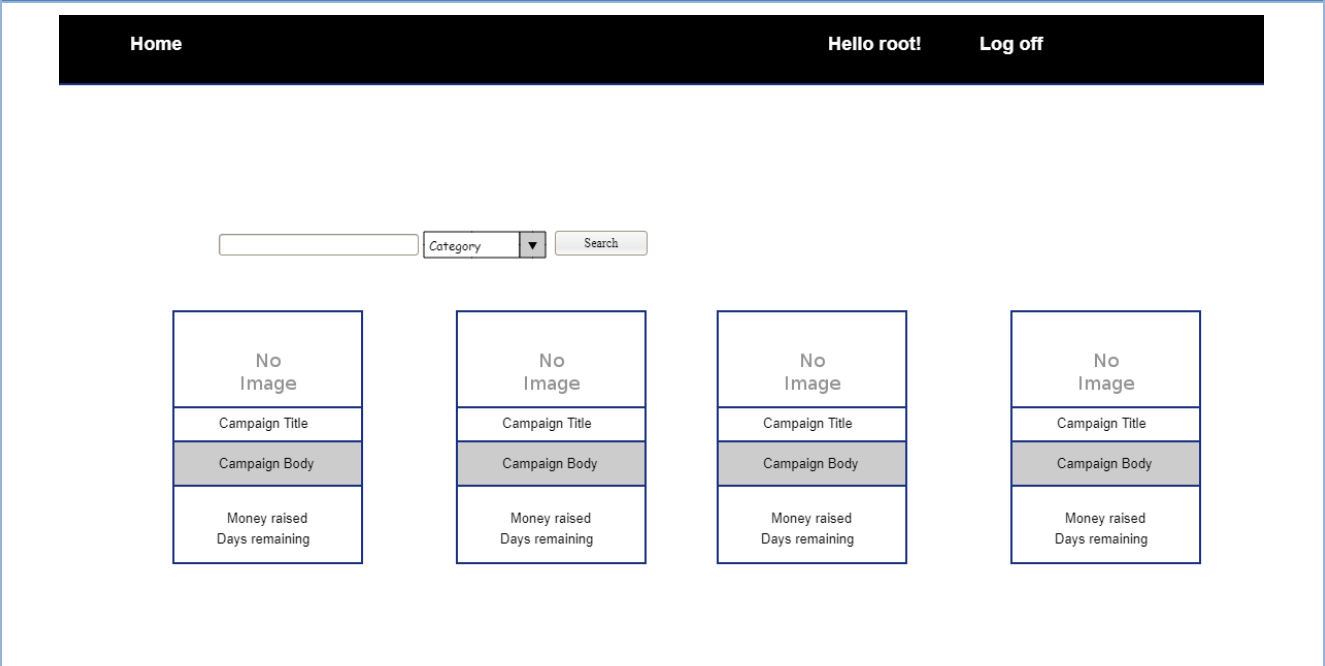 Home Hello root! Log off
Category ▼ Search
No No No No
Image Image Image Image
Campaign Title Campaign Title Campaign Title Campaign Title
Campaign Body Campaign Body Campaign Body Campaign Body
Money raised Money raised Money raised Money raised
Days remaining Days remaining Days remaining Days remaining